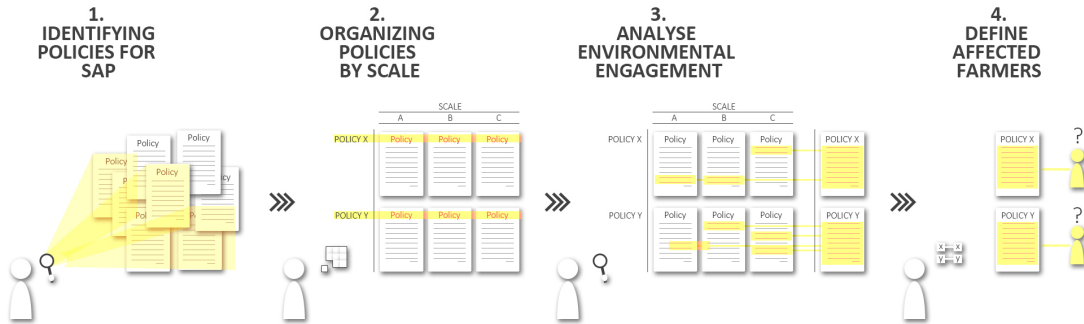 1.
IDENTIFYING
POLICIES FOR
SAP
Policy
Policy
Policy
Policy
Pol
P
cy
2.
ORGANIZING
POLICIES
BY SCALE
SCALE
A B C
POLICY X Policy Policy Policy
POLICY Y Policy Policy Policy
3.
ANALYSE
ENVIRONMENTAL
ENGAGEMENT
SCALE
A B C
POLICY X Policy Policy Policy POLICY X
POLICY Y Policy Policy Policy POLICY Y
4.
DEFINE
AFFECTED
FARMERS
POLICY X ?
POLICY Y ?
X X
Y Y